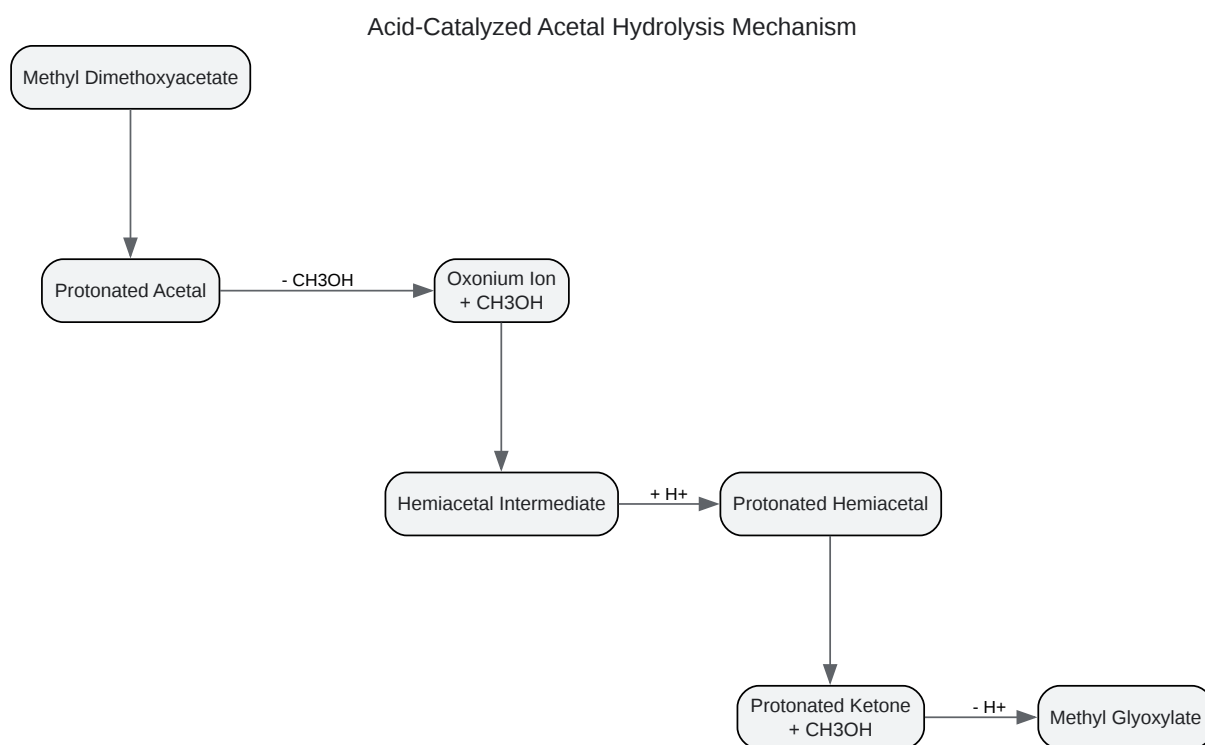 Acid-Catalyzed Acetal Hydrolysis Mechanism
Methyl Dimethoxyacetate
Protonated Acetal
- CH3OH
Oxonium Ion
+ CH3OH
Hemiacetal Intermediate
+ H+
Protonated Hemiacetal
Protonated Ketone
+ CH3OH
- H+
Methyl Glyoxylate